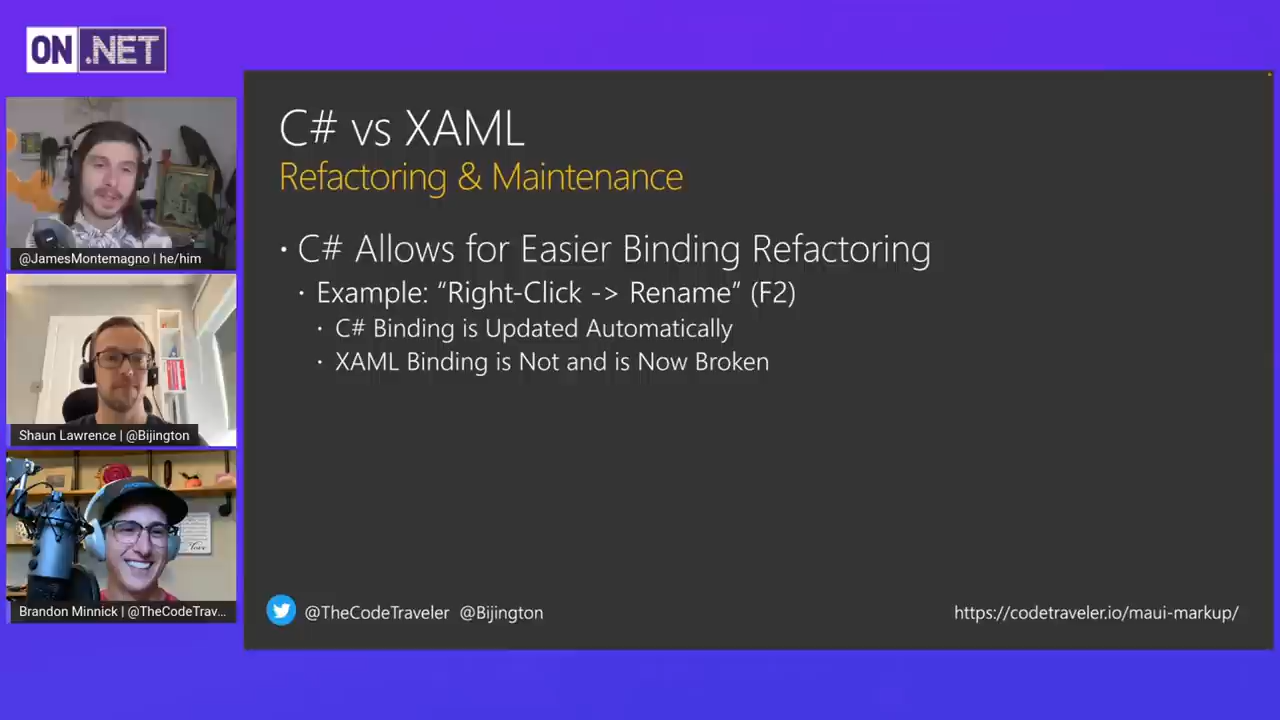 ON .NET
@JamesMontemagno | he/him
Shaun Lawrence | @Bijington
Brandon Minnick | @TheCodeTrav...
C# vs XAML
Refactoring & Maintenance
· C# Allows for Easier Binding Refactoring
· Example: “Right-Click -> Rename” (F2)
· C# Binding is Updated Automatically
· XAML Binding is Not and is Now Broken
@TheCodeTraveler @Bijington
https://codetraveler.io/maui-markup/